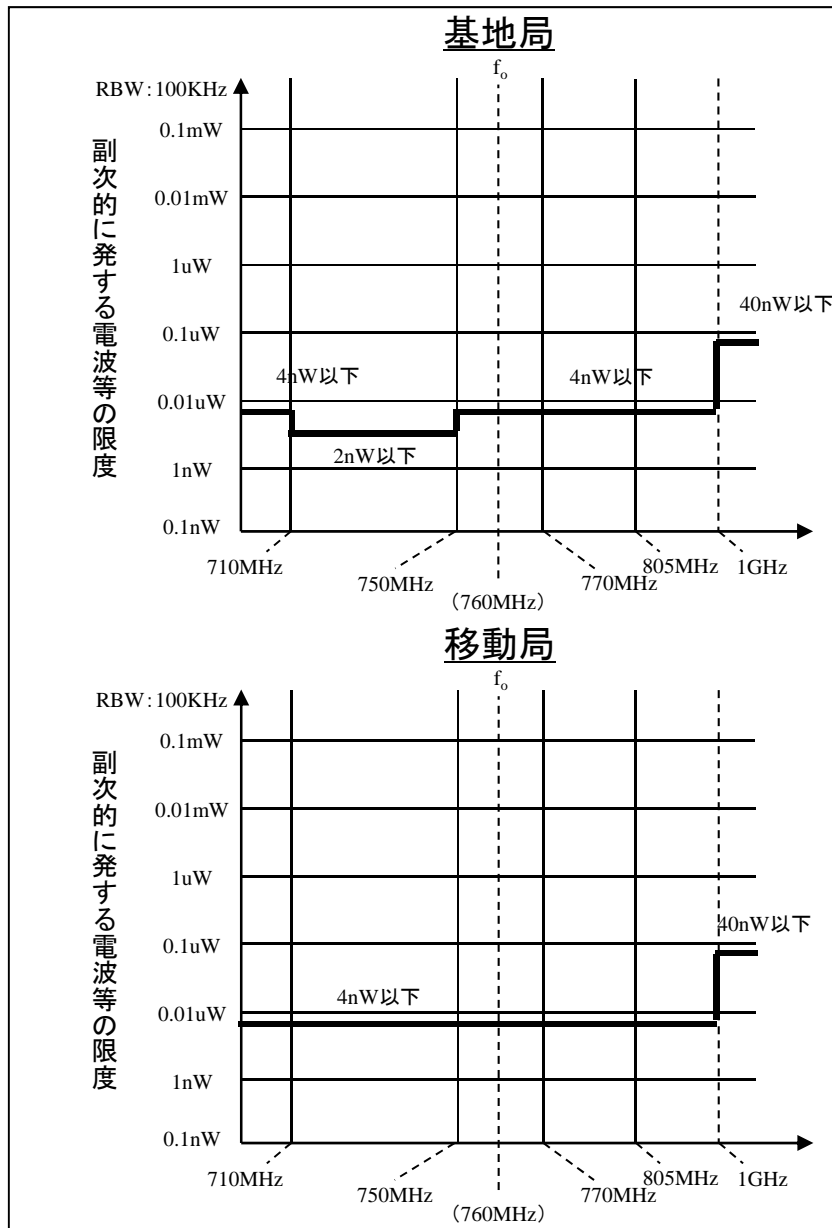 基地局
fo
RBW:100KHz
0.1mW
0.01mW
1uW
0.1uW
0.01uW
1nW
0.1nW
副次的に発する電波等の限度
40nW以下
4nW以下
4nW以下
2nW以下
710MHz
750MHz
(760MHz)
770MHz
805MHz
1GHz
移動局
fo
RBW:100KHz
0.1mW
0.01mW
1uW
0.1uW
0.01uW
1nW
0.1nW
副次的に発する電波等の限度
40nW以下
4nW以下
710MHz
750MHz
(760MHz)
770MHz
805MHz
1GHz